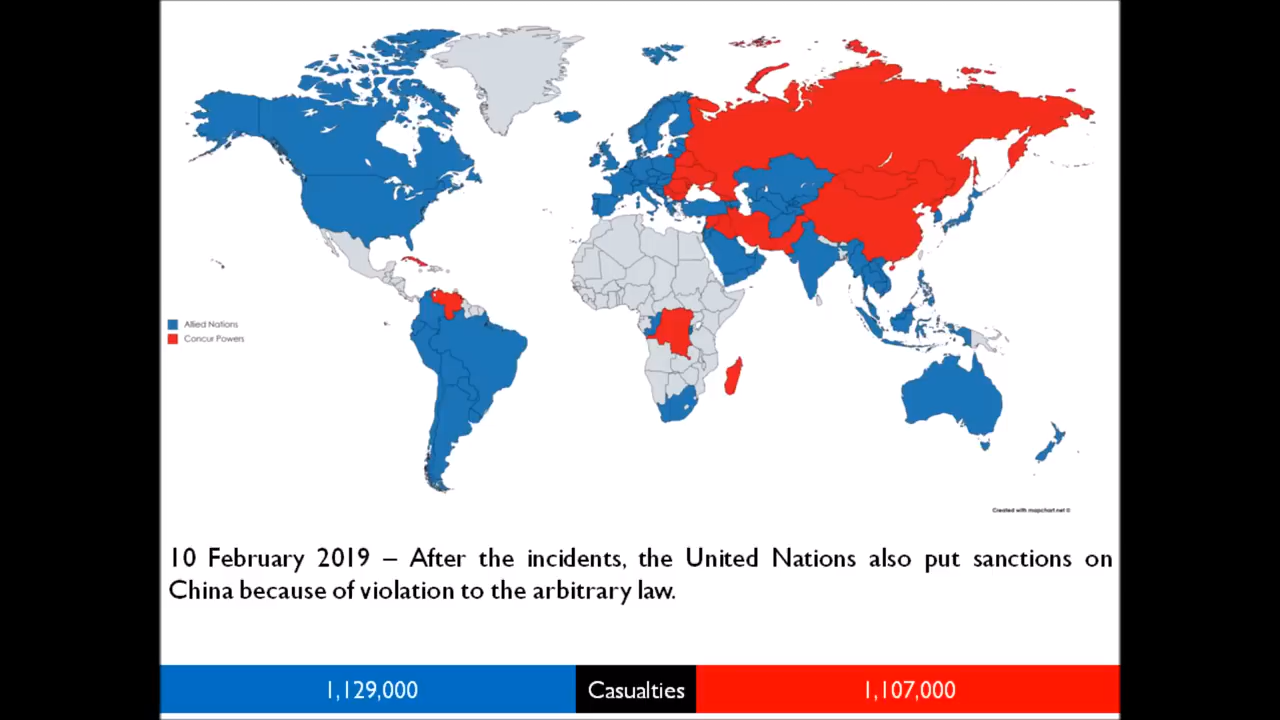 Allied Nations
Concur Powers
Created with mapchart.net ©
10 February 2019 – After the incidents, the United Nations also put sanctions on
China because of violation to the arbitrary law.
1,129,000 Casualties 1,107,000